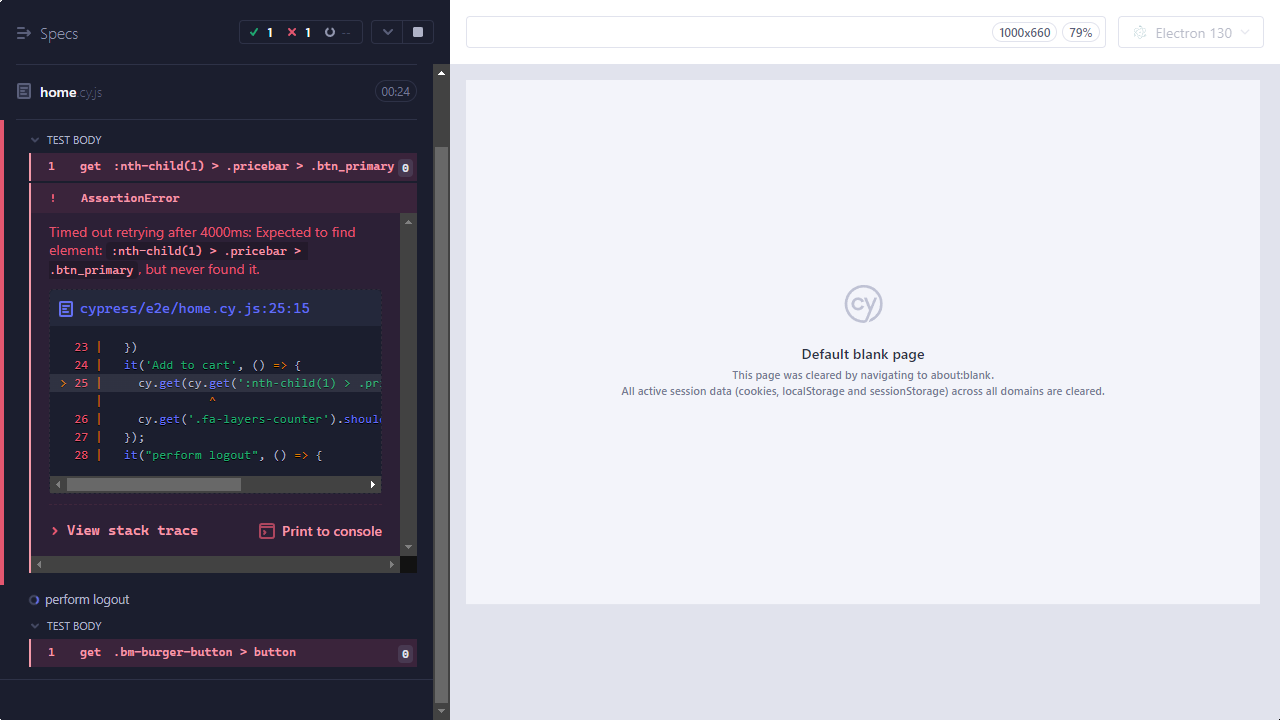 Specs
1
1
--
home.cy.js
00:24
TEST BODY
1 get :nth-child(1) > .pricebar > .btn_primary 0
! AssertionError
Timed out retrying after 4000ms: Expected to find
element: :nth-child(1) > .pricebar >
.btn_primary , but never found it.
cypress/e2e/home.cy.js:25:15
23 | })
24 | it('Add to cart', () => {
> 25 | cy.get(cy.get(':nth-child(1) > .pr
| ^
26 | cy.get('.fa-layers-counter').should
27 | });
28 | it("perform logout", () => {
View stack trace
Print to console
perform logout
TEST BODY
1 get .bm-burger-button > button 0
1000x660
79%
Electron 130
cy
Default blank page
This page was cleared by navigating to about:blank.
All active session data (cookies, localStorage and sessionStorage) across all domains are cleared.